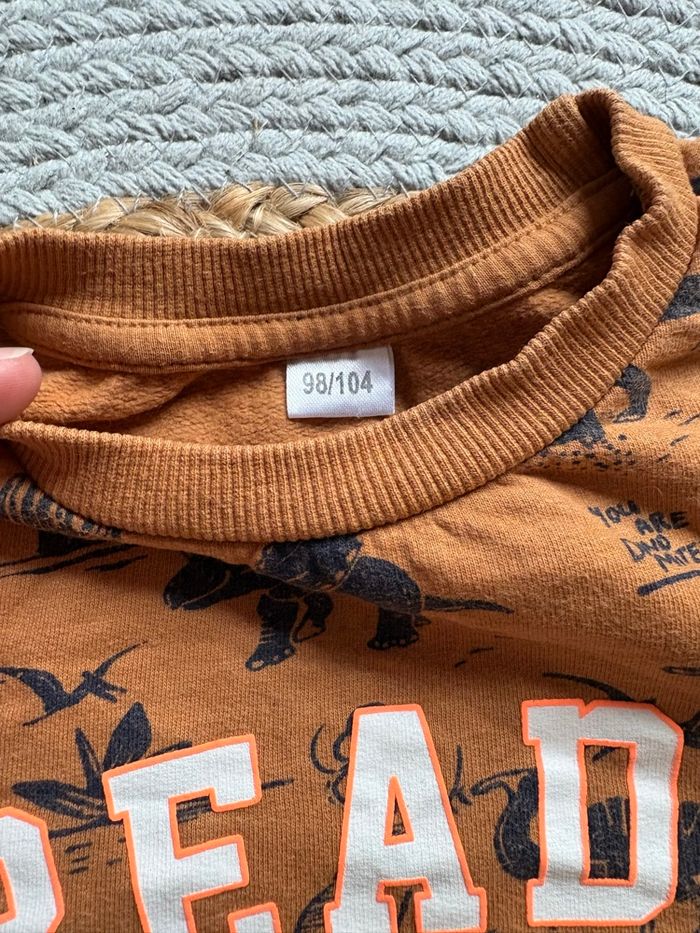 98/104
YOU
ARE
DINO
MITE
READ